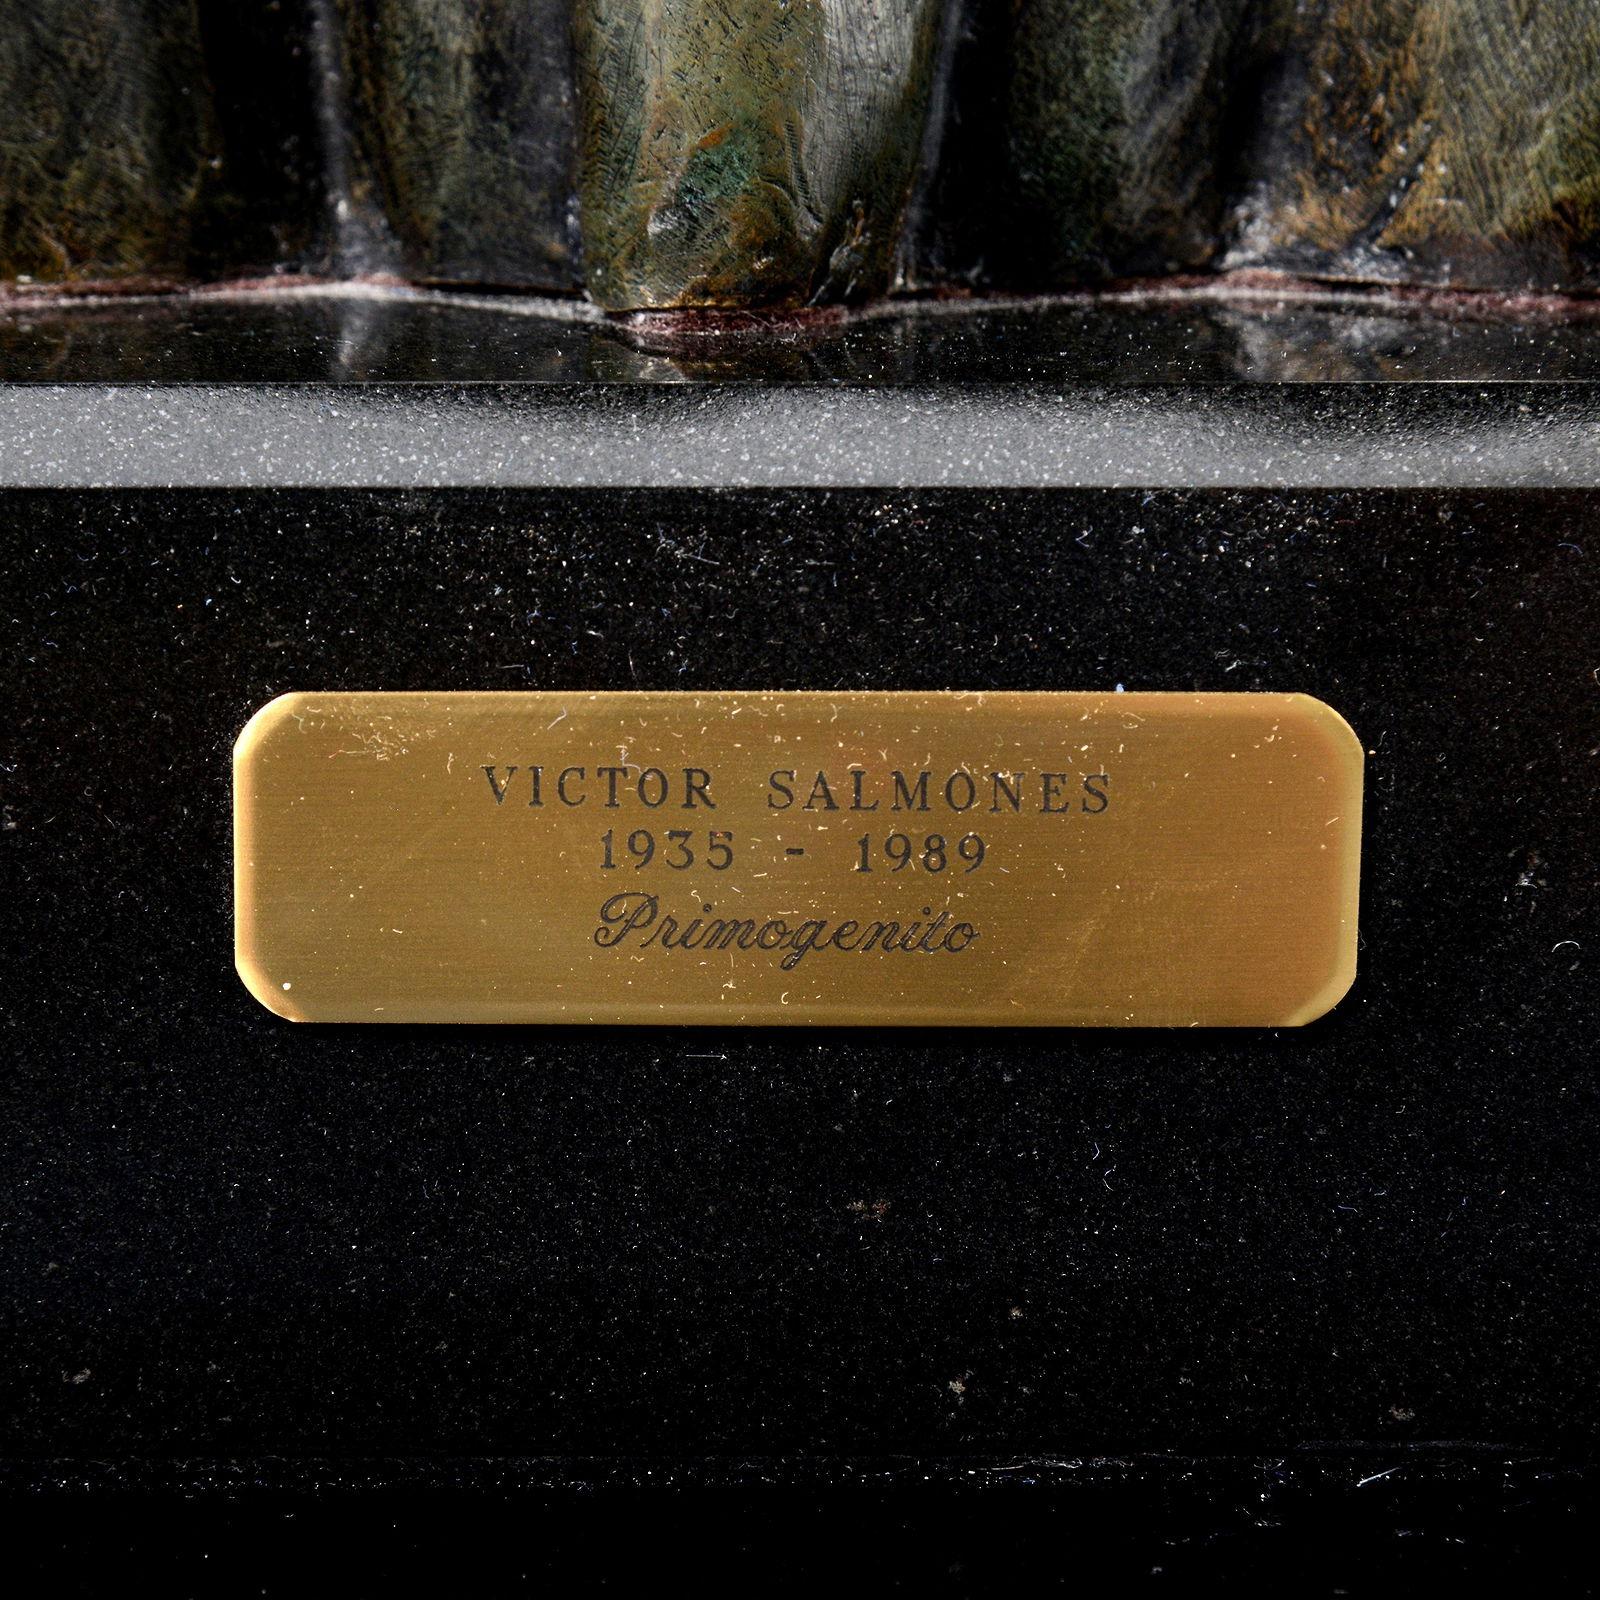 VICTOR SALMONES
1935 - 1989
Primogenito